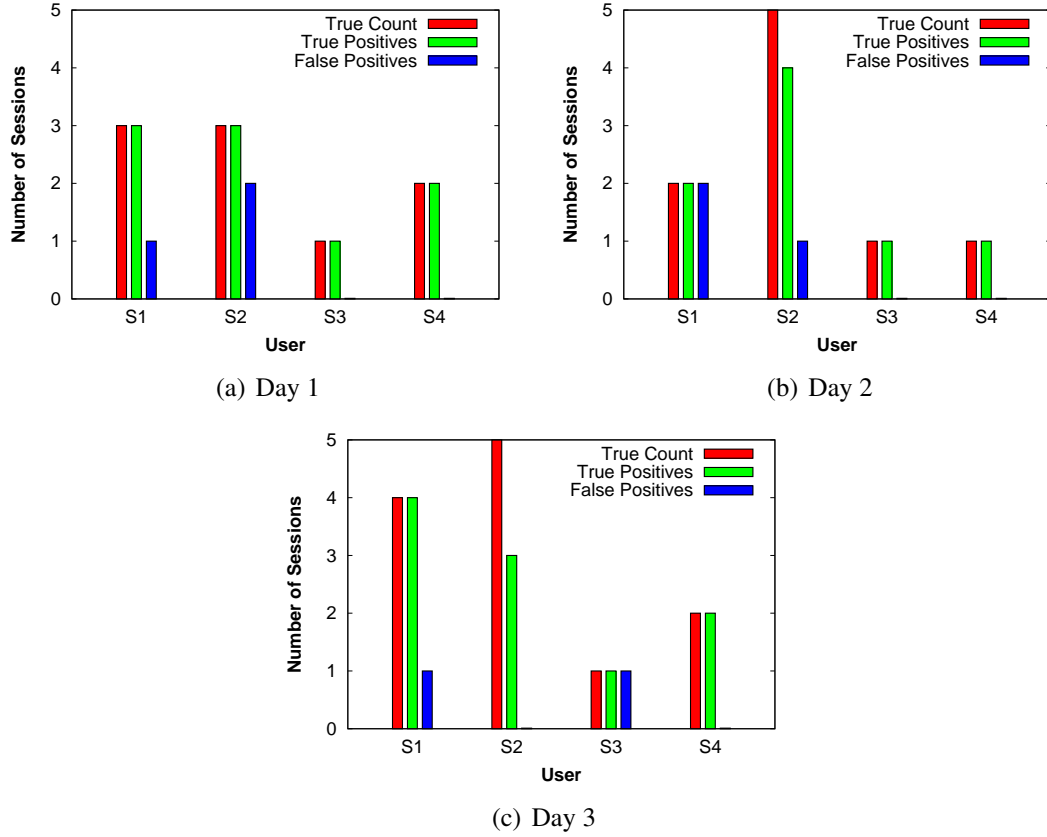 5
4
3
2
1
0
Number of Sessions
True Count
True Positives
False Positives
S1 S2 S3 S4
User
(a) Day 1
5
4
3
2
1
0
Number of Sessions
True Count
True Positives
False Positives
S1 S2 S3 S4
User
(b) Day 2
5
4
3
2
1
0
Number of Sessions
True Count
True Positives
False Positives
S1 S2 S3 S4
User
(c) Day 3